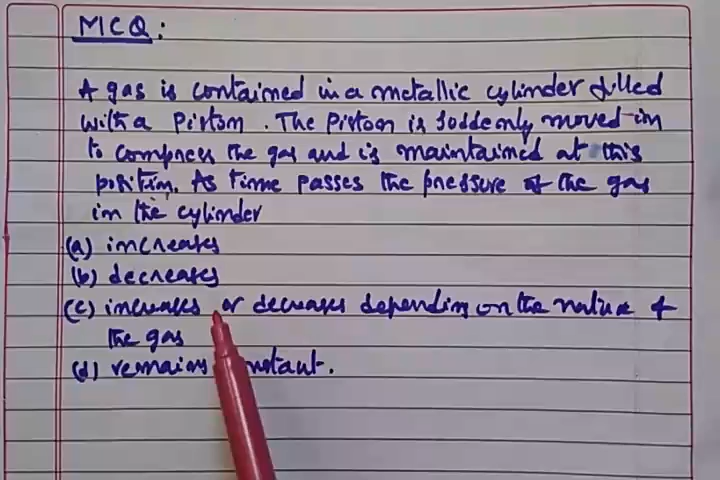 MCQ:
A gas is contained in a metallic cylinder filled
with a piston. The piston is suddenly moved in
to compress the gas and is maintained at this
position. As time passes the pressure of the gas
in the cylinder
(a) increases
(b) decreases
(c) increases or decreases depending on the nature of
the gas
(d) remains